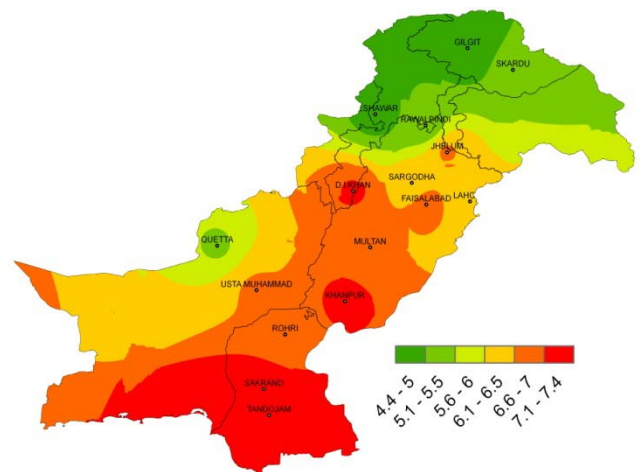 GILGIT
SKARDU
SHAWAR
RAWALPINDI
JHELUM
SARGODHA
D.I.KHAN
FAISALABAD
LAHO
QUETTA
MULTAN
USTA MUHAMMAD
KHANPUR
ROHRI
SAKRAND
TANDOJAM
4.4 - 5
5.1 - 5.5
5.6 - 6
6.1 - 6.5
6.6 - 7
7.1 - 7.4